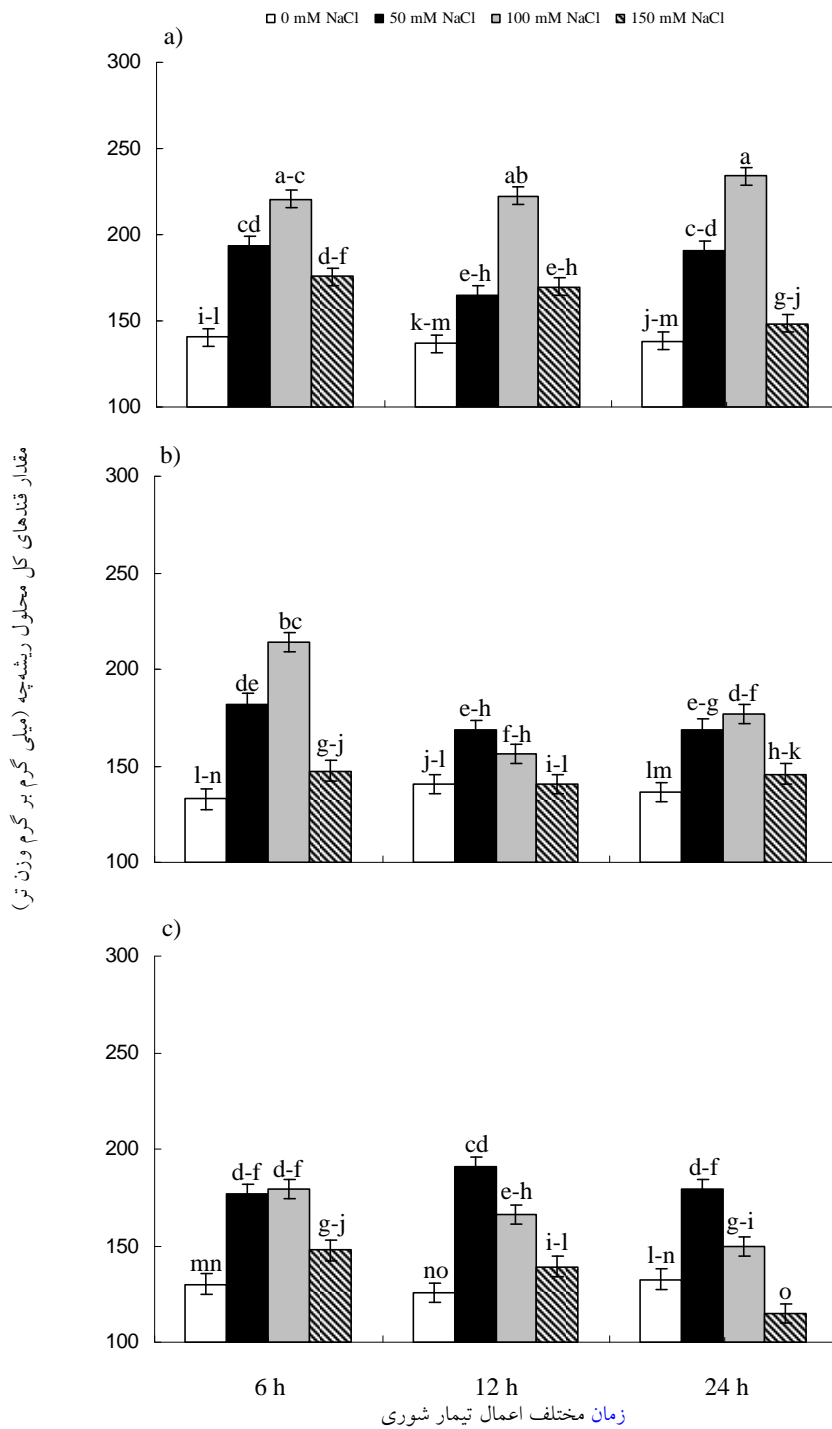 0 mM NaCl 50 mM NaCl 100 mM NaCl 150 mM NaCl
a)
300
250
200
150
100
i-l cd a-c d-f k-m e-h ab e-h j-m c-d a g-j
b)
300
250
200
150
100
l-n de bc g-j j-l e-h f-h i-l lm e-g d-f h-k
c)
300
250
200
150
100
mn d-f d-f g-j no cd e-h i-l l-n d-f g-i o
6 h 12 h 24 h
زمان مختلف اعمال تیمار شوری
مقدار قندهای کل محلول ریشه‌چه (میلی گرم بر گرم وزن تر)